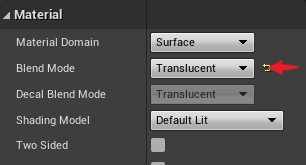 Material
Material Domain Surface
Blend Mode Translucent
Decal Blend Mode Translucent
Shading Model Default Lit
Two Sided